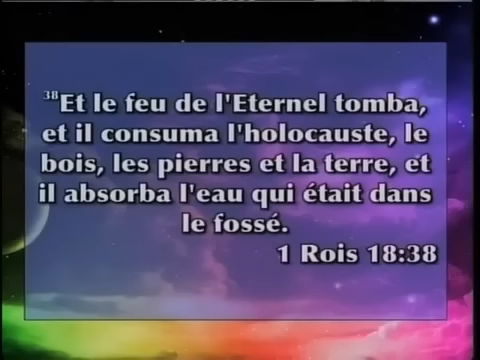 38Et le feu de l'Eternel tomba,
et il consuma l'holocauste, le
bois, les pierres et la terre, et
il absorba l'eau qui était dans
le fossé.
1 Rois 18:38